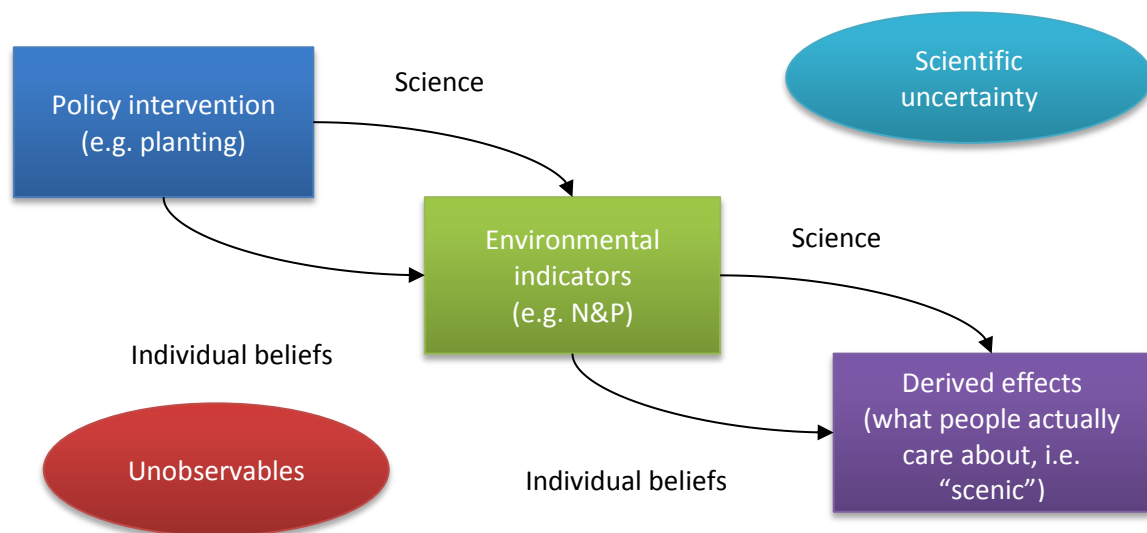 Policy intervention
(e.g. planting)
Science
Scientific
uncertainty
Environmental
indicators
(e.g. N&P)
Science
Individual beliefs
Unobservables
Individual beliefs
Derived effects
(what people actually
care about, i.e.
“scenic”)